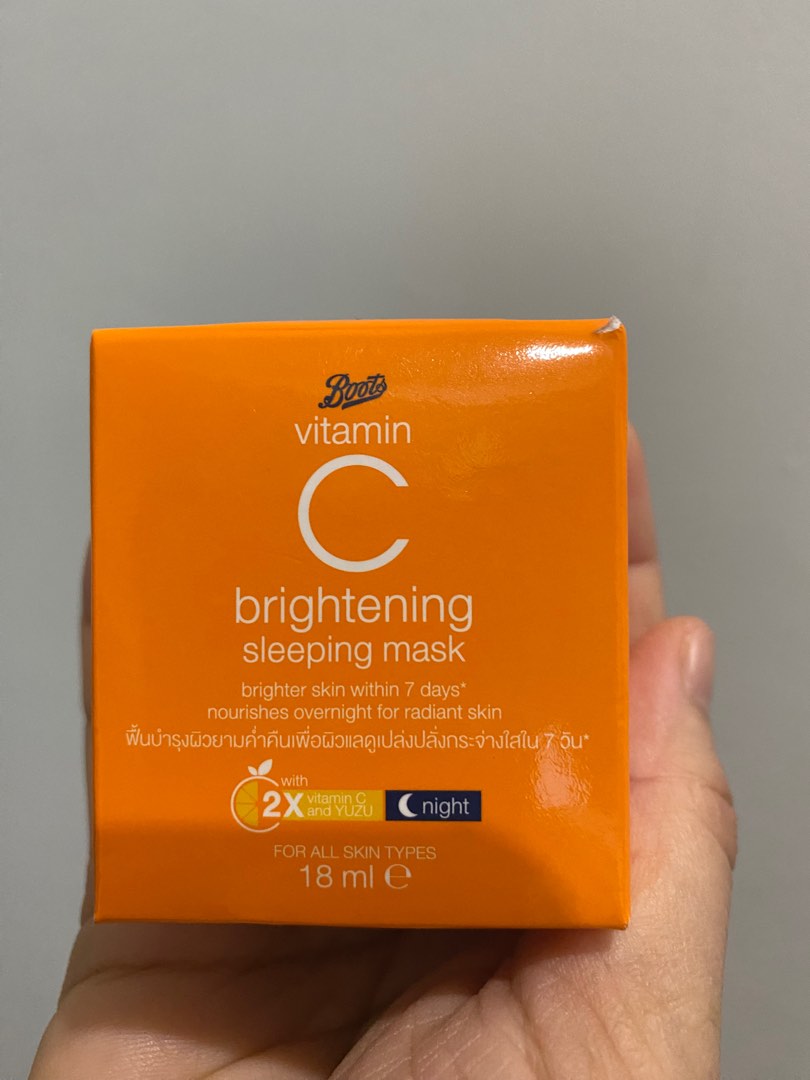 Boots
vitamin
C
brightening
sleeping mask
brighter skin within 7 days*
nourishes overnight for radiant skin
ฟื้นบำรุงผิวยามค่ำคืนเพื่อผิวแลดูเปล่งปลั่งกระจ่างใสใน 7 วัน*
with
2X vitamin C
and YUZU
night
FOR ALL SKIN TYPES
18 ml ℮